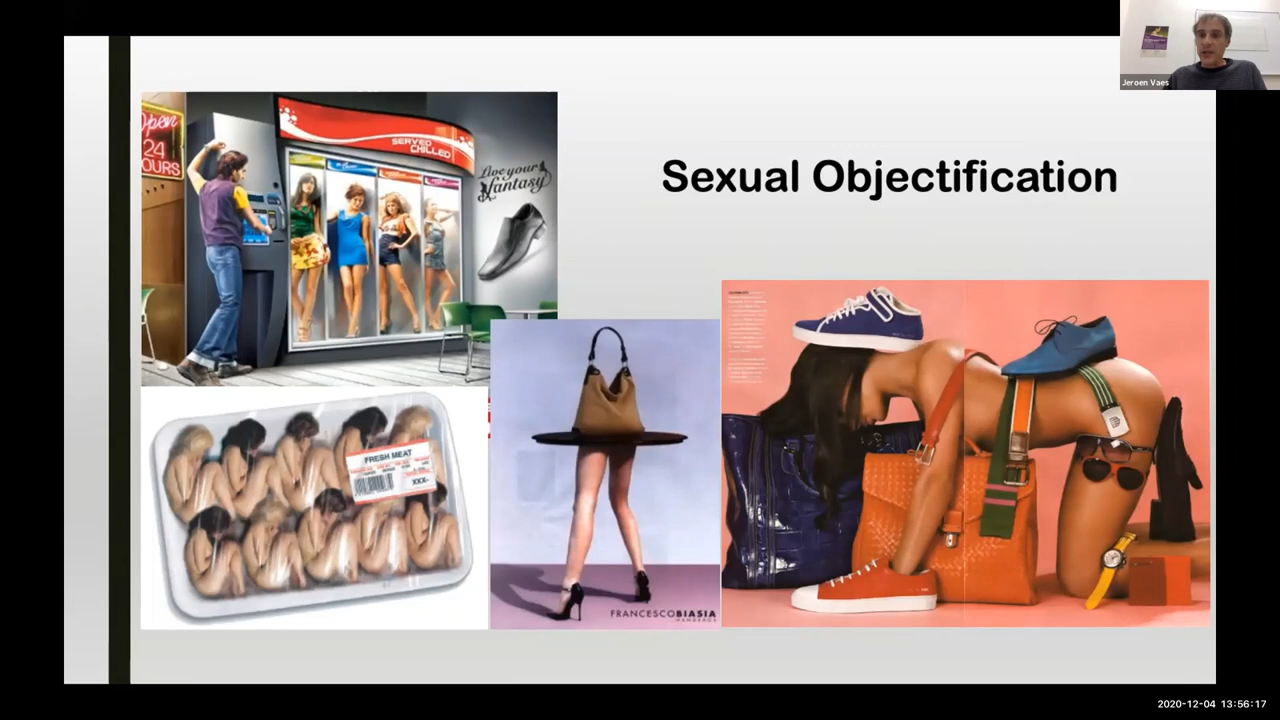 Jeroen Vaes
Sexual Objectification
Open
24
OURS
SERVED
CHILLED
Live your
fantasy
FRESH MEAT
XXX-
FRANCESCOBIASIA
HANDBAGS
2020-12-04 13:56:17